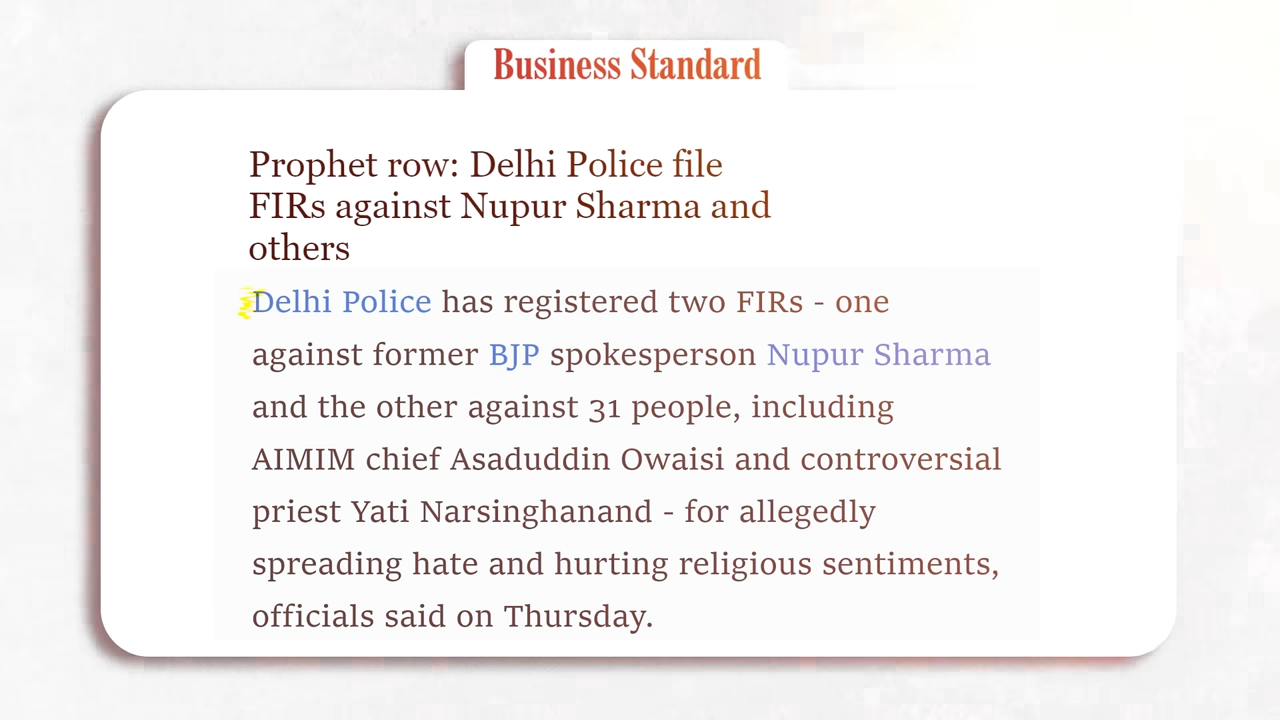 Business Standard
Prophet row: Delhi Police file
FIRs against Nupur Sharma and
others
Delhi Police has registered two FIRs - one
against former BJP spokesperson Nupur Sharma
and the other against 31 people, including
AIMIM chief Asaduddin Owaisi and controversial
priest Yati Narsinghanand - for allegedly
spreading hate and hurting religious sentiments,
officials said on Thursday.